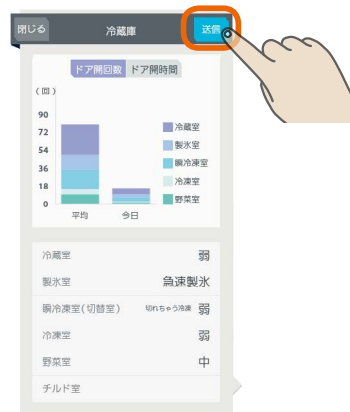 閉じる 冷蔵庫 送信
ドア開回数 ドア開時間
(回)
90
72
54
36
18
0
平均 今日
冷蔵室
製氷室
瞬冷凍室
冷凍室
野菜室
冷蔵室 弱
製氷室 急速製氷
瞬冷凍室(切替室) 切れちゃう冷凍 弱
冷凍室 弱
野菜室 中
チルド室